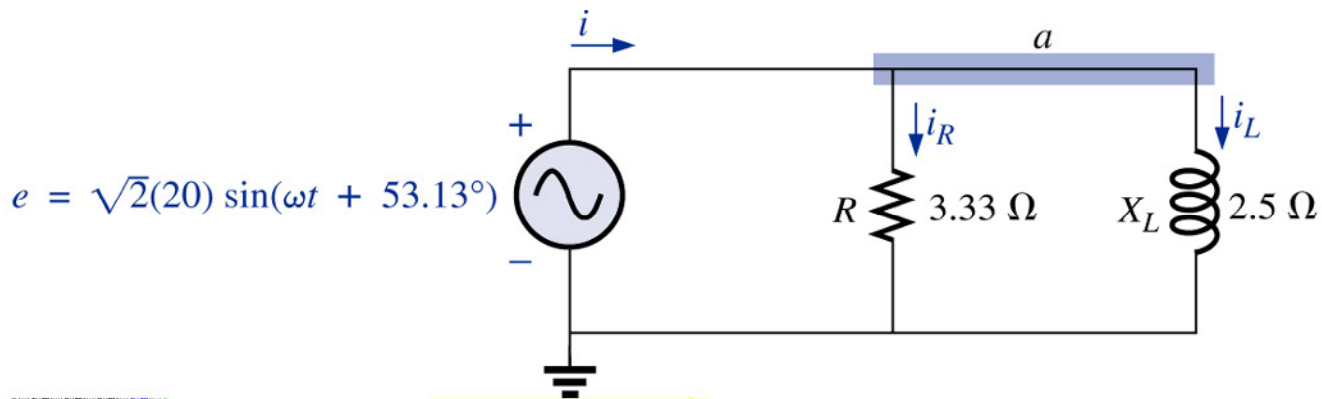 i
a
+
i_R
i_L
e = √2(20) sin(ωt + 53.13°)
R
3.33 Ω
X_L
2.5 Ω
−